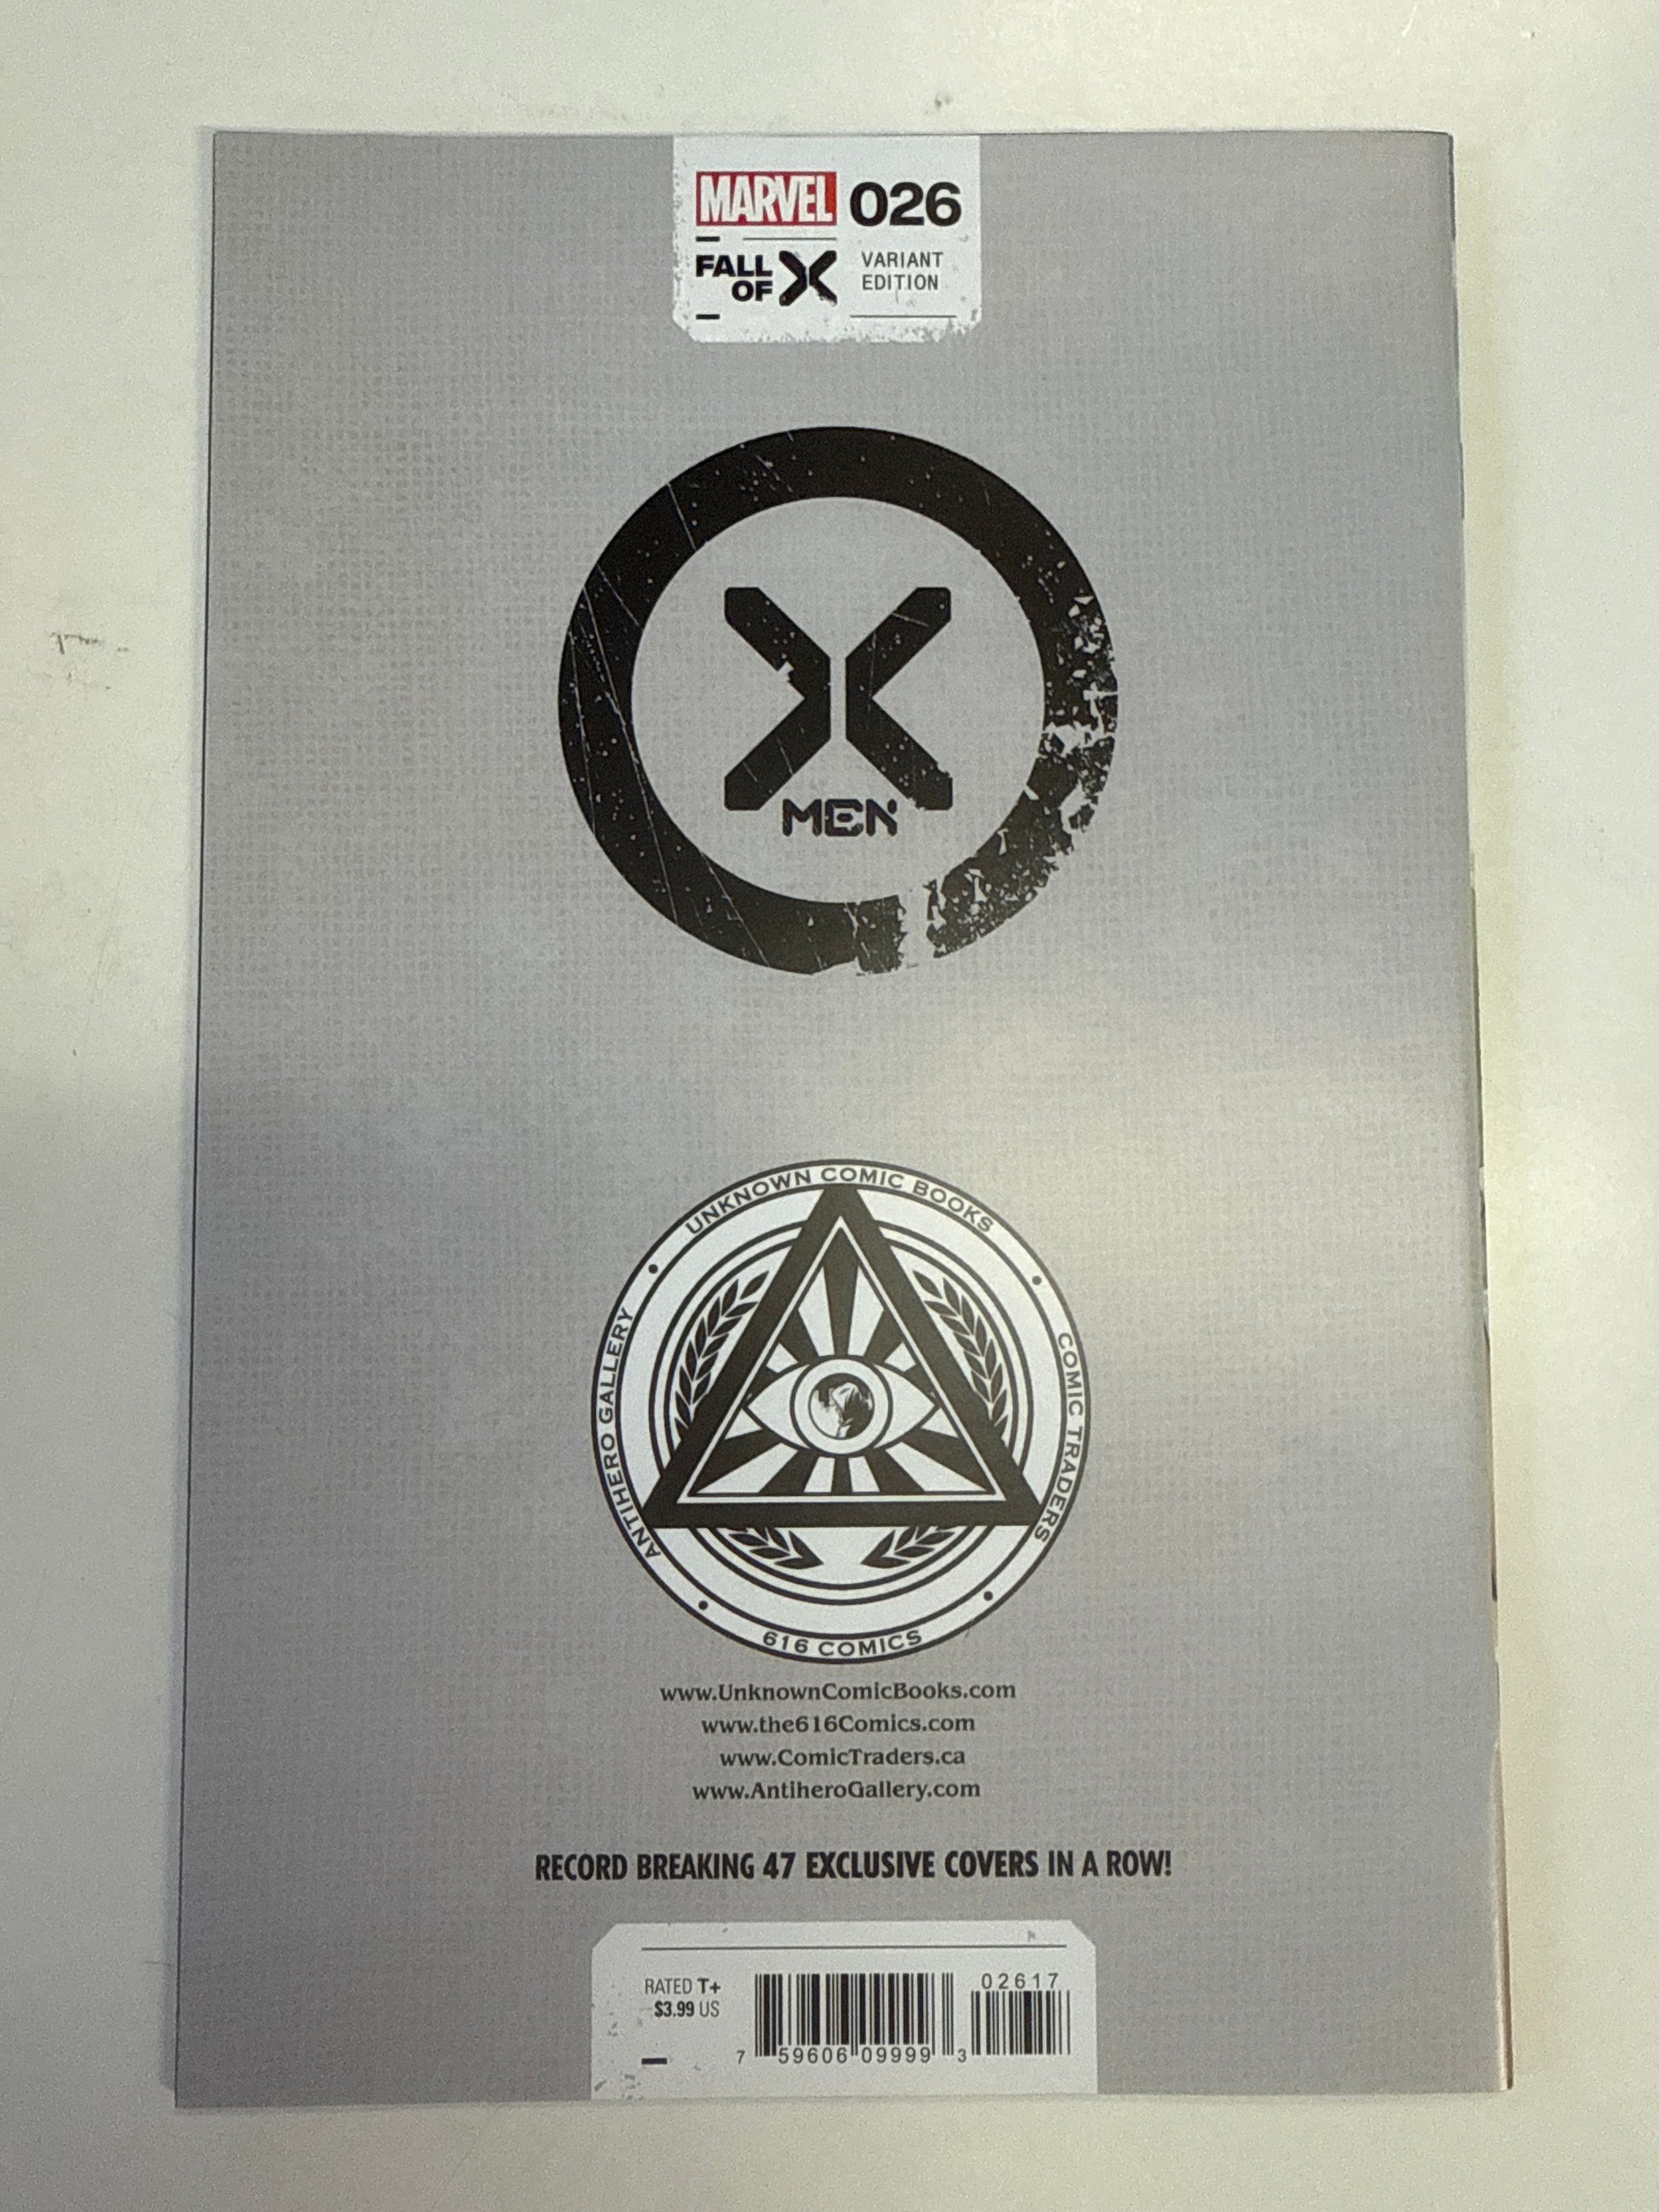 MARVEL 026
FALL OF X
VARIANT
EDITION
X
MEN
UNKNOWN COMIC BOOKS
ANTIHERO GALLERY
COMIC TRADERS
616 COMICS
www.UnknownComicBooks.com
www.the616Comics.com
www.ComicTraders.ca
www.AntiheroGallery.com
RECORD BREAKING 47 EXCLUSIVE COVERS IN A ROW!
RATED T+
$3.99 US
02617
7 59606 09999 3